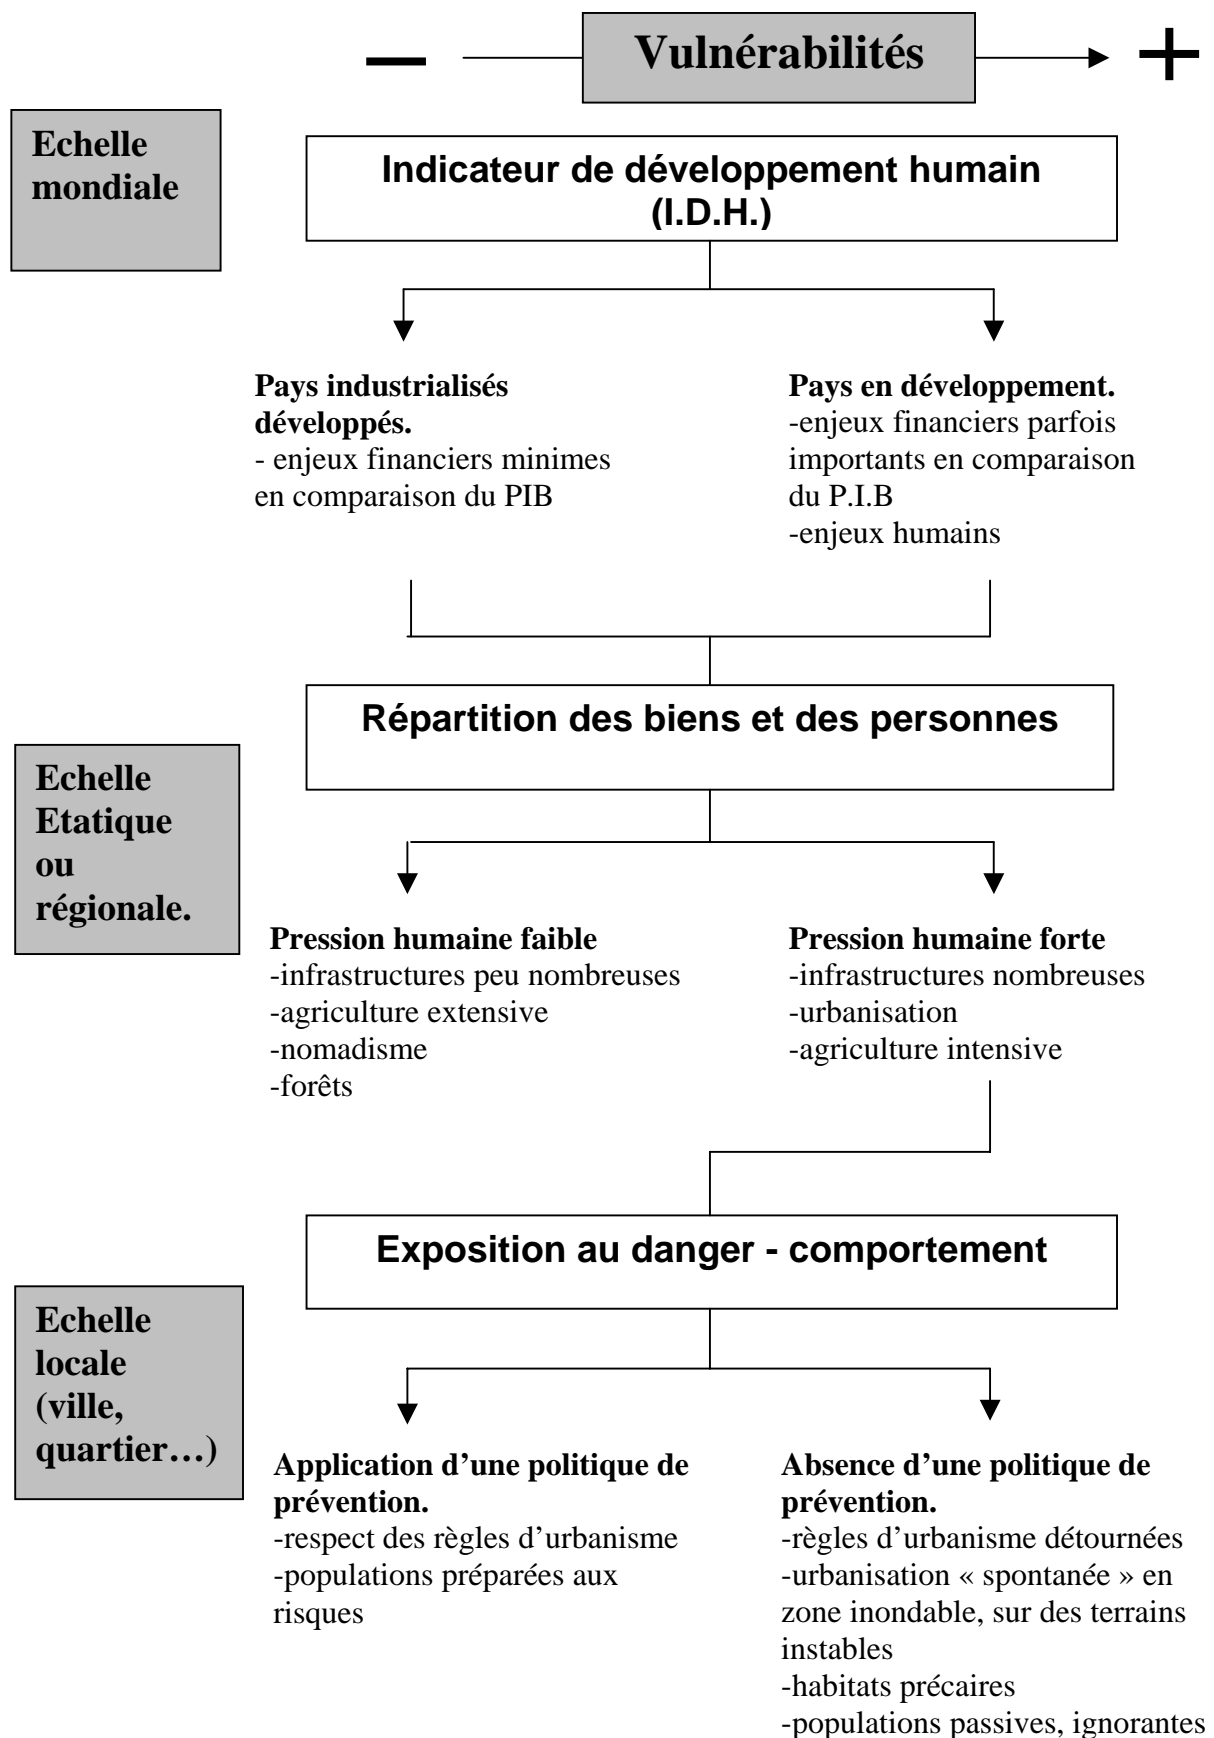 – Vulnérabilités +
Echelle
mondiale
Indicateur de développement humain
(I.D.H.)
Pays industrialisés
développés.
- enjeux financiers minimes
en comparaison du PIB
Pays en développement.
-enjeux financiers parfois
importants en comparaison
du P.I.B
-enjeux humains
Répartition des biens et des personnes
Echelle
Etatique
ou
régionale.
Pression humaine faible
-infrastructures peu nombreuses
-agriculture extensive
-nomadisme
-forêts
Pression humaine forte
-infrastructures nombreuses
-urbanisation
-agriculture intensive
Exposition au danger - comportement
Echelle
locale
(ville,
quartier…)
Application d’une politique de
prévention.
-respect des règles d’urbanisme
-populations préparées aux
risques
Absence d’une politique de
prévention.
-règles d’urbanisme détournées
-urbanisation « spontanée » en
zone inondable, sur des terrains
instables
-habitats précaires
-populations passives, ignorantes